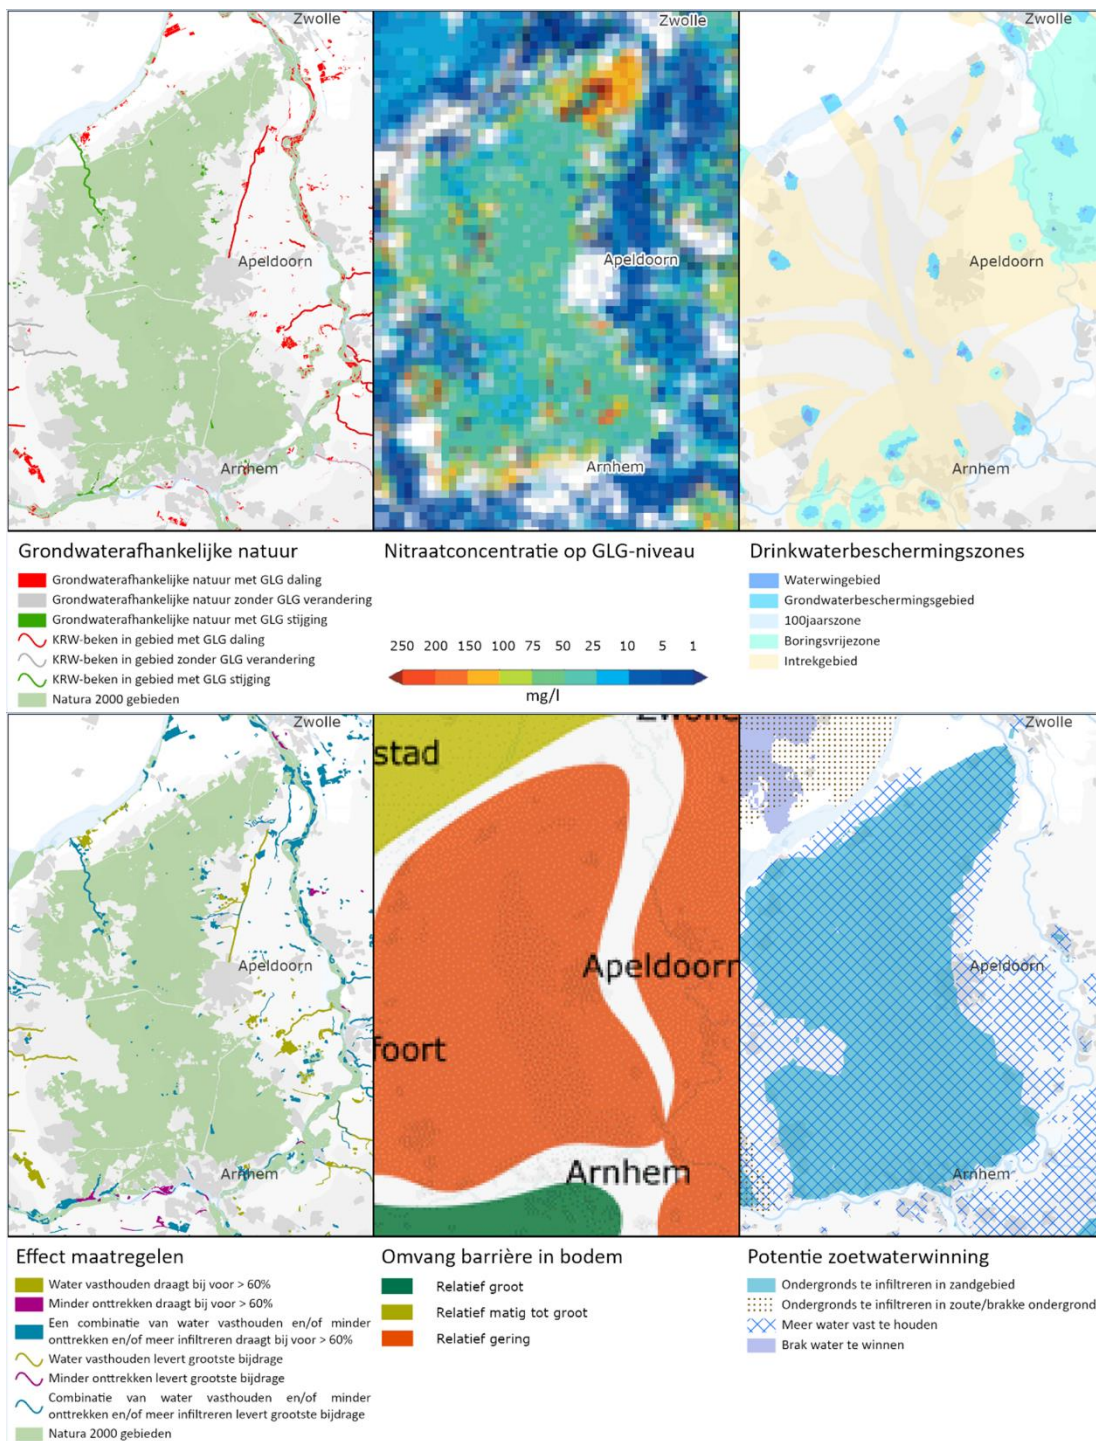 Zwolle
Apeldoorn
Arnhem
Zwolle
Apeldoorn
Arnhem
Zwolle
Apeldoorn
Arnhem
Grondwaterafhankelijke natuur
Grondwaterafhankelijke natuur met GLG daling
Grondwaterafhankelijke natuur zonder GLG verandering
Grondwaterafhankelijke natuur met GLG stijging
KRW-beken in gebied met GLG daling
KRW-beken in gebied zonder GLG verandering
KRW-beken in gebied met GLG stijging
Natura 2000 gebieden
Nitraatconcentratie op GLG-niveau
250 200 150 100 75 50 25 10 5 1
mg/l
Drinkwaterbeschermingszones
Waterwingebied
Grondwaterbeschermingsgebied
100jaarszone
Boringsvrijezone
Intrekgebied
Zwolle
Apeldoorn
Arnhem
Zwolle
stad
Apeldoorn
foort
Arnhem
Zwolle
Apeldoorn
Arnhem
Effect maatregelen
Water vasthouden draagt bij voor > 60%
Minder onttrekken draagt bij voor > 60%
Een combinatie van water vasthouden en/of minder
onttrekken en/of meer infiltreren draagt bij voor > 60%
Water vasthouden levert grootste bijdrage
Minder onttrekken levert grootste bijdrage
Combinatie van water vasthouden en/of minder
onttrekken en/of meer infiltreren levert grootste bijdrage
Natura 2000 gebieden
Omvang barrière in bodem
Relatief groot
Relatief matig tot groot
Relatief gering
Potentie zoetwaterwinning
Ondergronds te infiltreren in zandgebied
Ondergronds te infiltreren in zoute/brakke ondergrond
Meer water vast te houden
Brak water te winnen